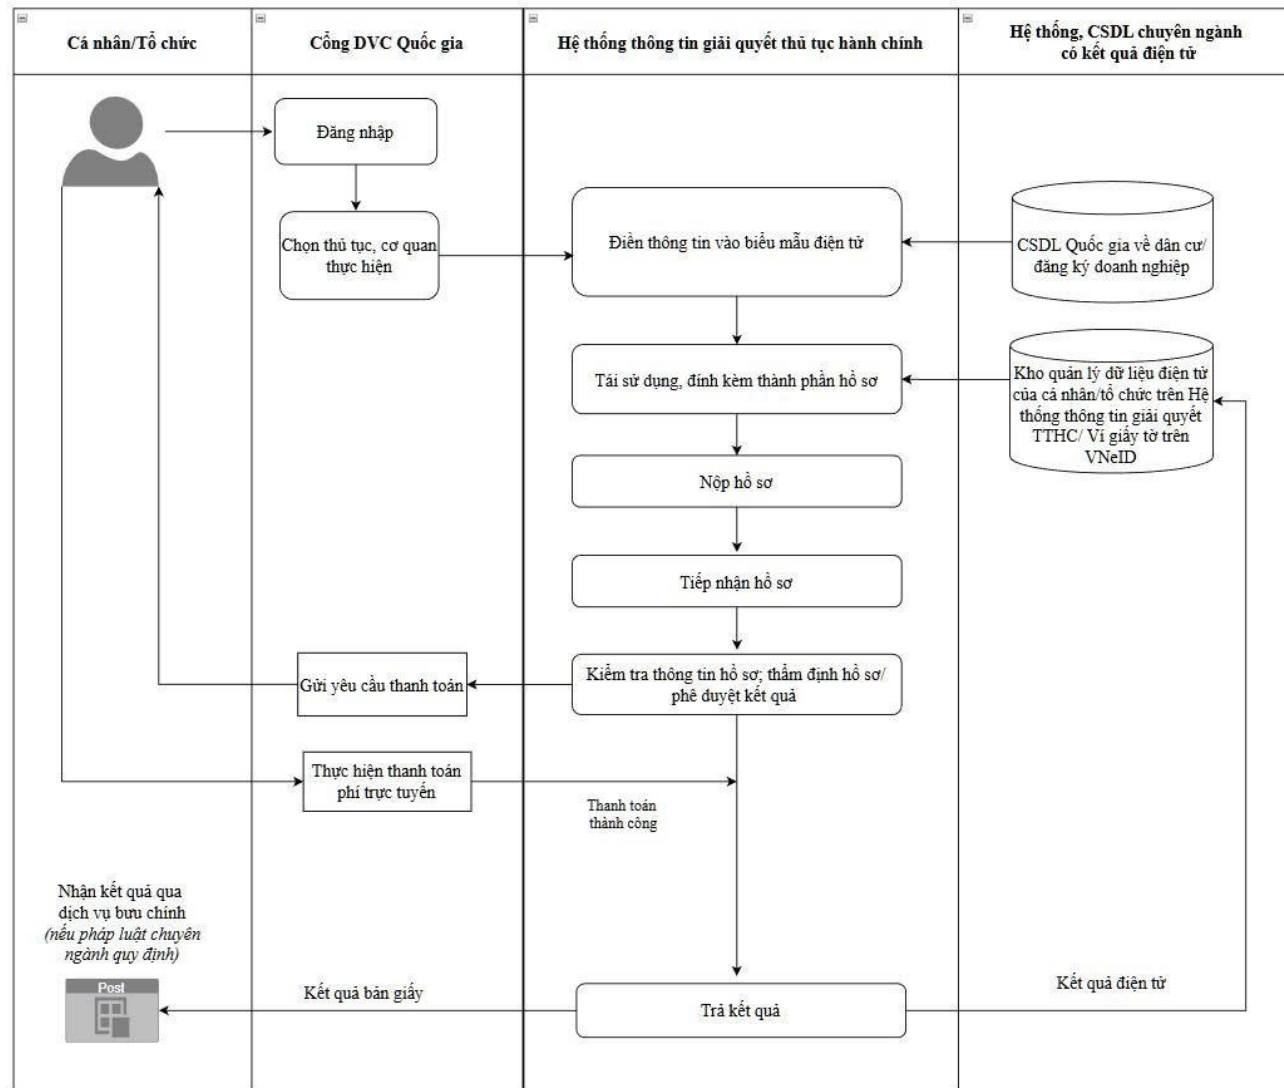 Cá nhân/Tổ chức
Cổng DVC Quốc gia
Hệ thống thông tin giải quyết thủ tục hành chính
Hệ thống, CSDL chuyên ngành
có kết quả điện tử
Đăng nhập
Chọn thủ tục, cơ quan
thực hiện
Điền thông tin vào biểu mẫu điện tử
CSDL Quốc gia về dân cư/
đăng ký doanh nghiệp
Tái sử dụng, đính kèm thành phần hồ sơ
Kho quản lý dữ liệu điện tử
của cá nhân/tổ chức trên Hệ
thống thông tin giải quyết
TTHC/ Ví giấy tờ trên
VNeID
Nộp hồ sơ
Tiếp nhận hồ sơ
Kiểm tra thông tin hồ sơ; thẩm định hồ sơ/
phê duyệt kết quả
Gửi yêu cầu thanh toán
Thực hiện thanh toán
phí trực tuyến
Thanh toán
thành công
Nhận kết quả qua
dịch vụ bưu chính
(nếu pháp luật chuyên
ngành quy định)
Post
Kết quả bản giấy
Trả kết quả
Kết quả điện tử